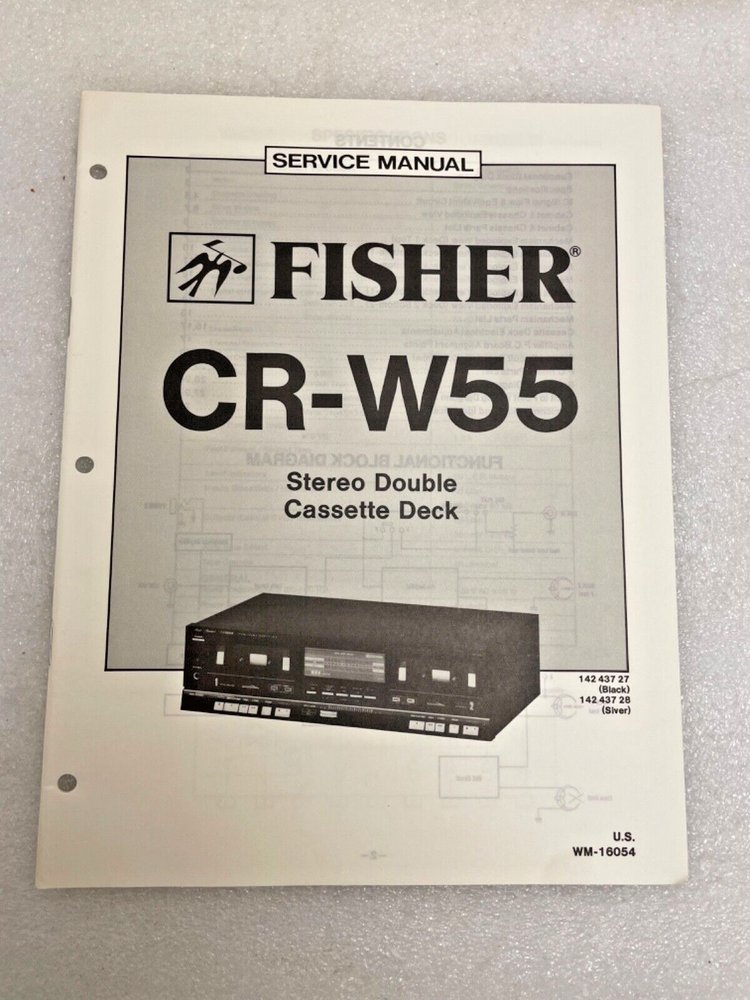 SERVICE MANUAL
FISHER®
CR-W55
Stereo Double
Cassette Deck
142 437 27
(Black)
142 437 28
(Siver)
U.S.
WM-16054